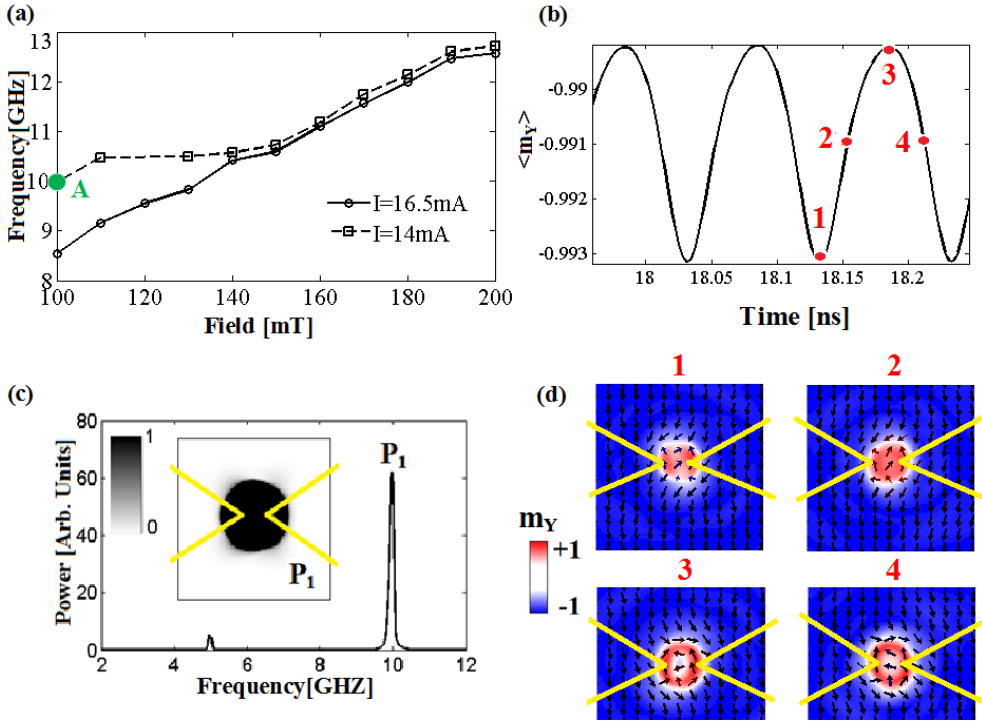 (a)
13
12
11
10
9
8
Frequency[GHz]
A
I=16.5mA
I=14mA
100
120
140
160
180
200
Field [mT]
(b)
-0.99
-0.991
-0.992
-0.993
<mY>
1
2
3
4
18
18.05
18.1
18.15
18.2
Time [ns]
(c)
80
60
40
20
0
Power [Arb. Units]
1
0
P1
P1
2
4
6
8
10
12
Frequency[GHZ]
(d)
1
2
mY
+1
-1
3
4